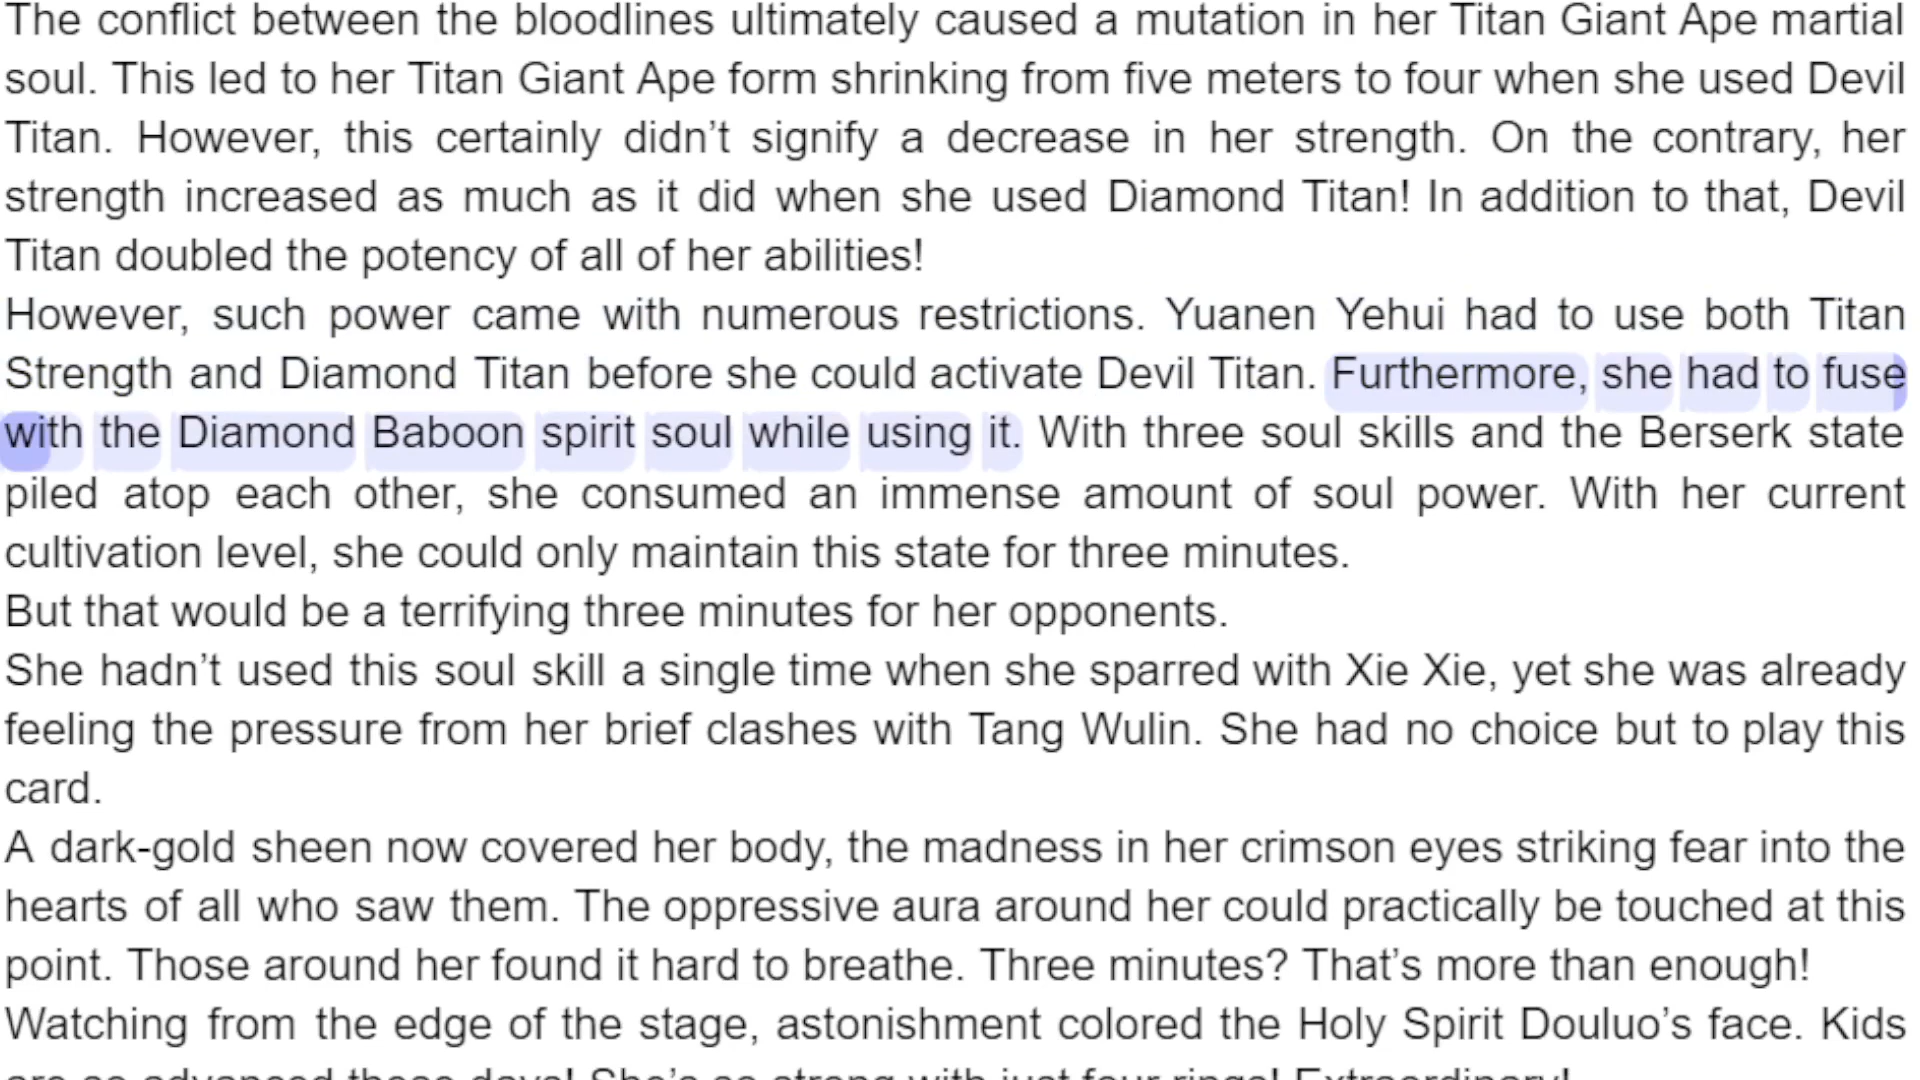 The conflict between the bloodlines ultimately caused a mutation in her Titan Giant Ape martial
soul. This led to her Titan Giant Ape form shrinking from five meters to four when she used Devil
Titan. However, this certainly didn’t signify a decrease in her strength. On the contrary, her
strength increased as much as it did when she used Diamond Titan! In addition to that, Devil
Titan doubled the potency of all of her abilities!
However, such power came with numerous restrictions. Yuanen Yehui had to use both Titan
Strength and Diamond Titan before she could activate Devil Titan. Furthermore, she had to fuse
with the Diamond Baboon spirit soul while using it. With three soul skills and the Berserk state
piled atop each other, she consumed an immense amount of soul power. With her current
cultivation level, she could only maintain this state for three minutes.
But that would be a terrifying three minutes for her opponents.
She hadn’t used this soul skill a single time when she sparred with Xie Xie, yet she was already
feeling the pressure from her brief clashes with Tang Wulin. She had no choice but to play this
card.
A dark-gold sheen now covered her body, the madness in her crimson eyes striking fear into the
hearts of all who saw them. The oppressive aura around her could practically be touched at this
point. Those around her found it hard to breathe. Three minutes? That’s more than enough!
Watching from the edge of the stage, astonishment colored the Holy Spirit Douluo’s face. Kids
are so advanced these days! She’s so strong with just four rings! Extraordinary!